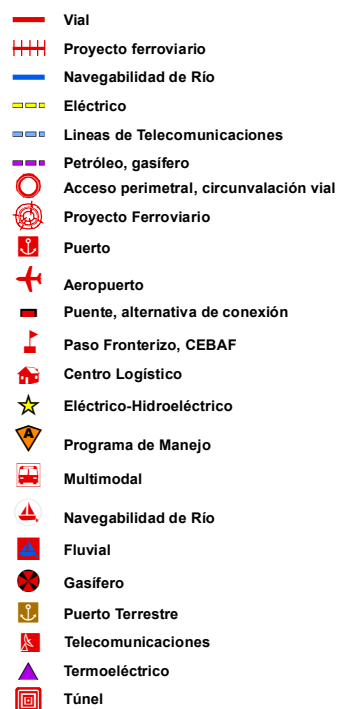 Vial
Proyecto ferroviario
Navegabilidad de Río
Eléctrico
Lineas de Telecomunicaciones
Petróleo, gasífero
Acceso perimetral, circunvalación vial
Proyecto Ferroviario
Puerto
Aeropuerto
Puente, alternativa de conexión
Paso Fronterizo, CEBAF
Centro Logístico
Eléctrico-Hidroeléctrico
A
Programa de Manejo
Multimodal
Navegabilidad de Río
Fluvial
Gasífero
Puerto Terrestre
Telecomunicaciones
Termoeléctrico
Túnel